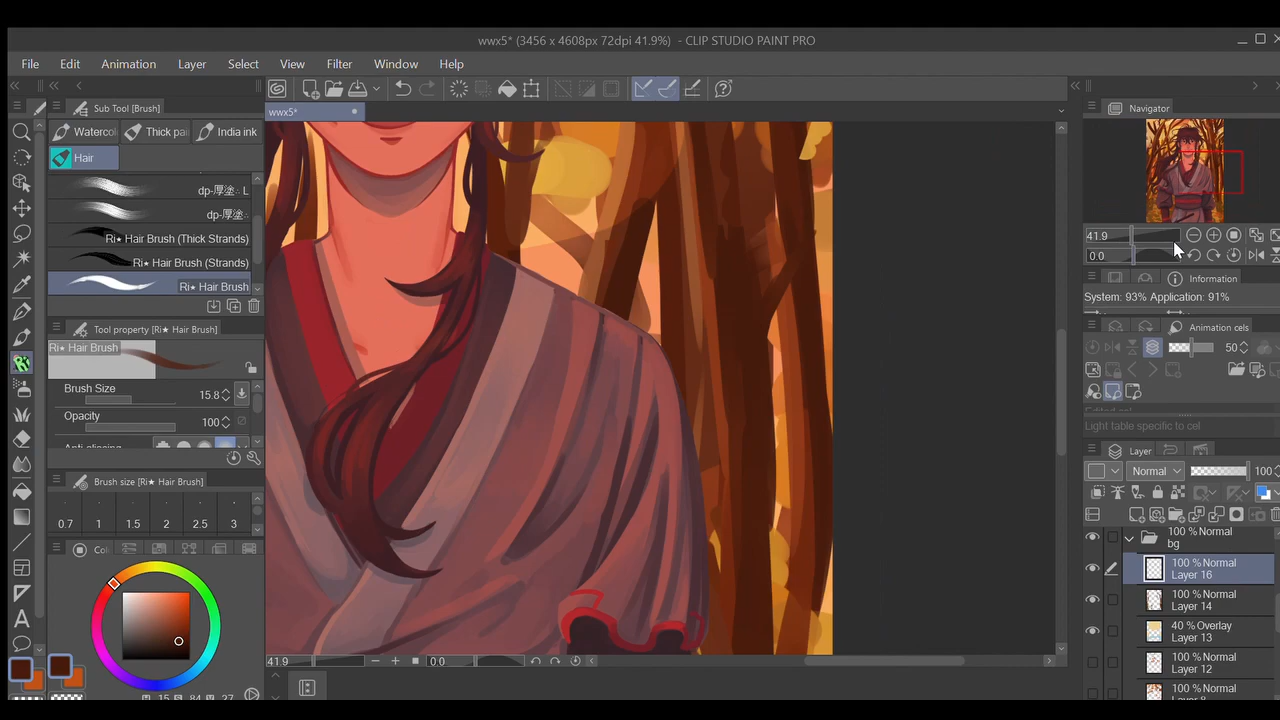 wwx5* (3456 x 4608px 72dpi 41.9%) - CLIP STUDIO PAINT PRO
File Edit Animation Layer Select View Filter Window Help
Sub Tool [Brush]
wwx5*
Navigator
Watercol Thick pai India ink
Hair
dp-厚塗: L
dp-厚塗:
Ri★ Hair Brush (Thick Strands)
Ri★ Hair Brush (Strands)
Ri★ Hair Brush
41.9
0.0
Information
System: 93% Application: 91%
Tool property [Ri★ Hair Brush]
Ri★ Hair Brush
Animation cels
50
Brush Size 15.8
Opacity 100
Anti-aliasing
Light table specific to cel
Layer
Normal 100
Brush size [Ri★ Hair Brush]
0.7 1 1.5 2 2.5 3
100 % Normal
bg
100 % Normal
Layer 16
100 % Normal
Layer 14
40 % Overlay
Layer 13
100 % Normal
Layer 12
100 % Normal
41.9 0.0
15 84 27